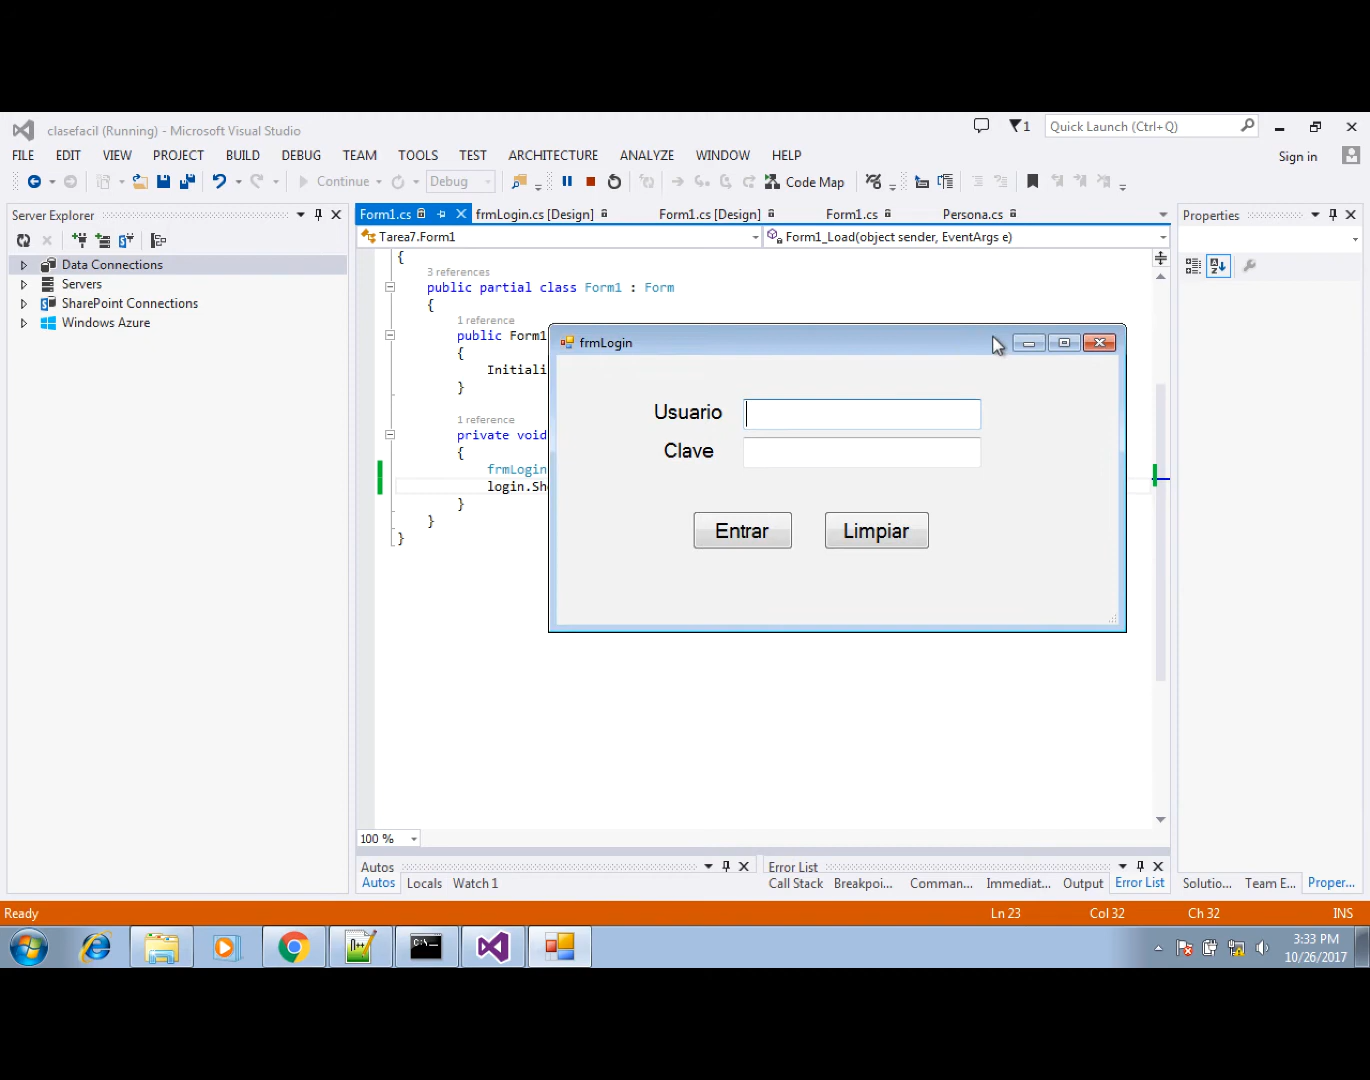 clasefacil (Running) - Microsoft Visual Studio
1
Quick Launch (Ctrl+Q)
FILE EDIT VIEW PROJECT BUILD DEBUG TEAM TOOLS TEST ARCHITECTURE ANALYZE WINDOW HELP
Sign in
Continue
Debug
Code Map
Server Explorer
Form1.cs
frmLogin.cs [Design]
Form1.cs [Design]
Form1.cs
Persona.cs
Properties
Tarea7.Form1
Form1_Load(object sender, EventArgs e)
Data Connections
Servers
SharePoint Connections
Windows Azure
{
3 references
public partial class Form1 : Form
{
1 reference
public Form1
{
Initiali
}
1 reference
private void
{
frmLogin
login.Sh
}
}
}
frmLogin
Usuario
Clave
Entrar
Limpiar
100 %
Autos
Error List
Autos Locals Watch 1
Call Stack Breakpoi... Comman... Immediat... Output Error List
Solutio... Team E... Proper...
Ready
Ln 23
Col 32
Ch 32
INS
C:\
3:33 PM
10/26/2017